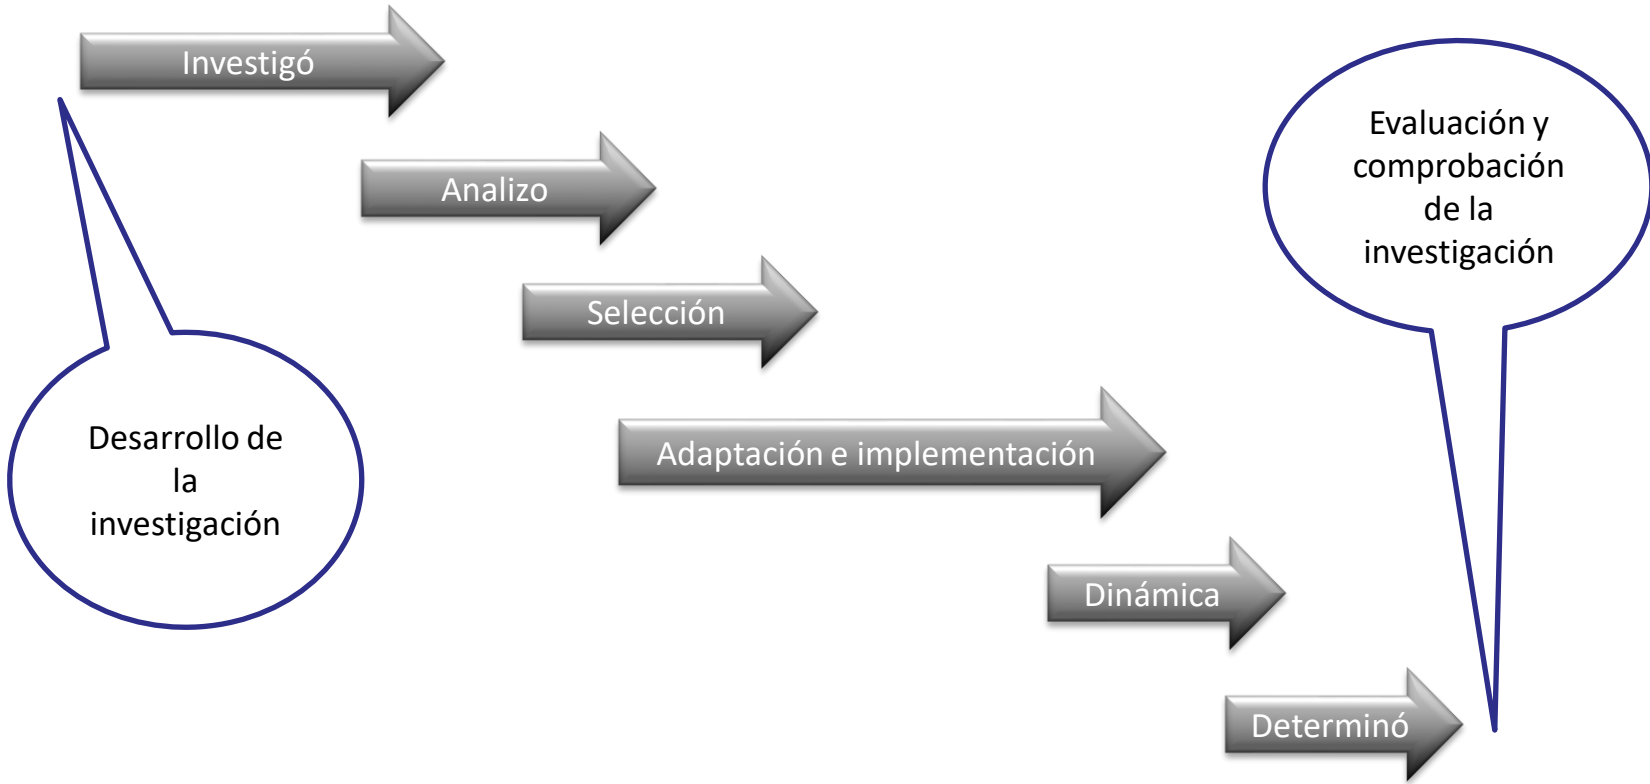 Investigó
Analizo
Selección
Adaptación e implementación
Dinámica
Determinó
Desarrollo de
la
investigación
Evaluación y
comprobación
de la
investigación